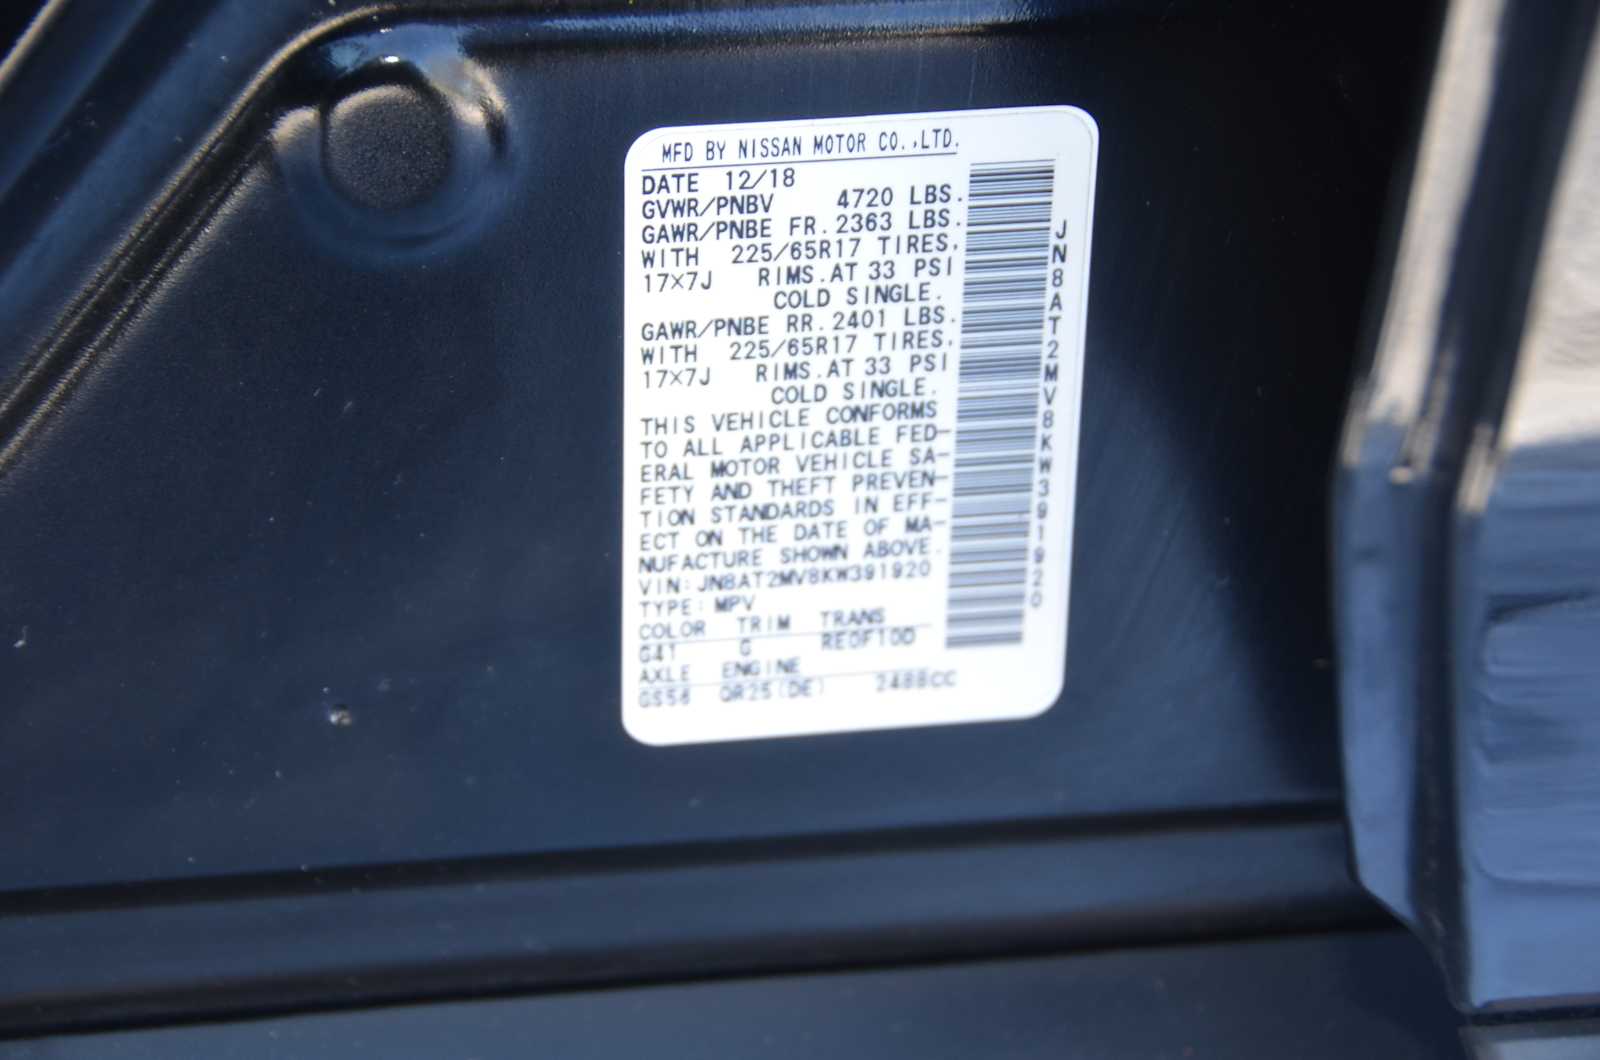 MFD BY NISSAN MOTOR CO.,LTD.
DATE 12/18
GVWR/PNBV 4720 LBS.
GAWR/PNBE FR.2363 LBS.
WITH 225/65R17 TIRES,
17×7J RIMS.AT 33 PSI
COLD SINGLE.
GAWR/PNBE RR.2401 LBS.
WITH 225/65R17 TIRES,
17×7J RIMS.AT 33 PSI
COLD SINGLE.
THIS VEHICLE CONFORMS
TO ALL APPLICABLE FED-
ERAL MOTOR VEHICLE SA-
FETY AND THEFT PREVEN-
TION STANDARDS IN EFF-
ECT ON THE DATE OF MA-
NUFACTURE SHOWN ABOVE.
VIN:JN8AT2MV8KW391920
TYPE:MPV
COLOR TRIM TRANS
G41 G RE0F10D
AXLE ENGINE
GS58 QR25(DE) 2488CC
JN8AT2MV8KW391920